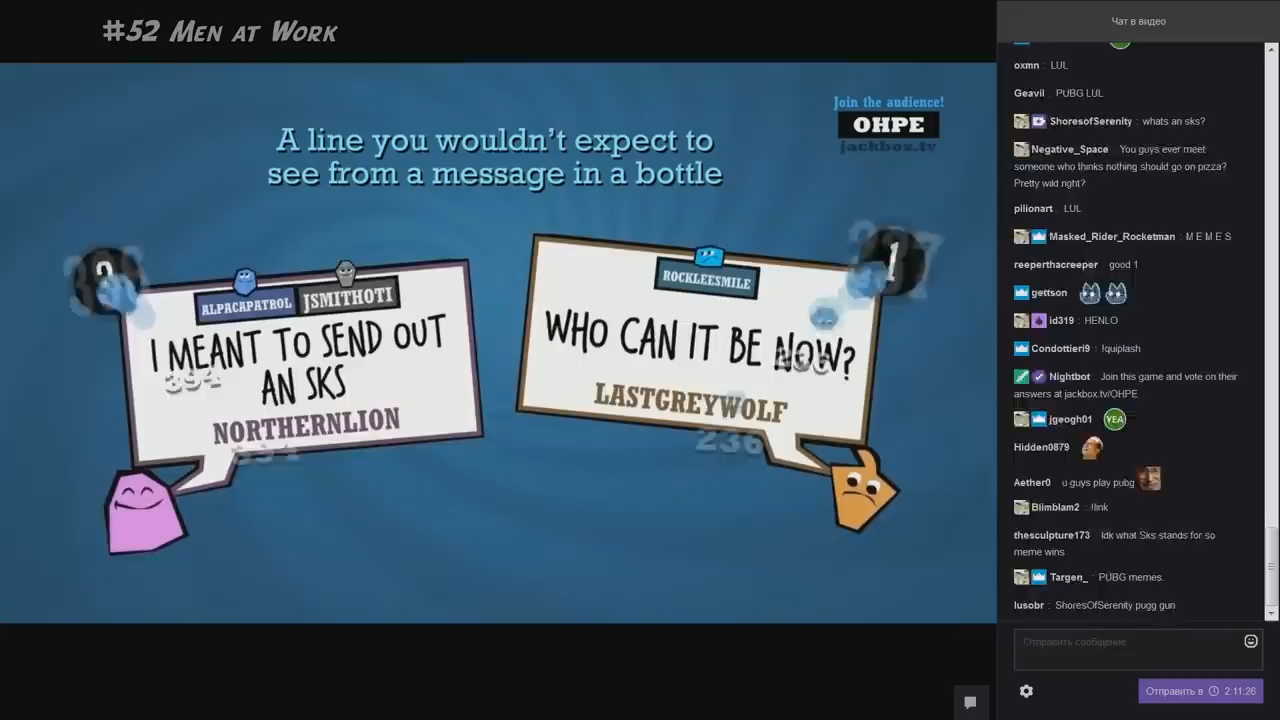 #52 Men at Work
Join the audience!
OHPE
jackbox.tv
A line you wouldn't expect to
see from a message in a bottle
ALPACAPATROL
JSMITHOTI
I MEANT TO SEND OUT
AN SKS
NORTHERNLION
394
ROCKLEESMILE
WHO CAN IT BE NOW?
LASTGREYWOLF
236
1
Чат в видео
oxmn : LUL
Geavil : PUBG LUL
ShoresofSerenity : whats an sks?
Negative_Space : You guys ever meet
someone who thinks nothing should go on pizza?
Pretty wild right?
pilionart : LUL
Masked_Rider_Rocketman : M E M E S
reeperthacreeper : good 1
gettson :
id319 : HENLO
Condottieri9 : !quiplash
Nightbot : Join this game and vote on their
answers at jackbox.tv/OHPE
jgeogh01 : YEA
Hidden0879 :
Aether0 : u guys play pubg
Blimblam2 : !link
thesculpture173 : Idk what Sks stands for so
meme wins
Targen_ : PUBG memes.
lusobr : ShoresOfSerenity pugg gun
Отправить сообщение
Отправить в 2:11:26